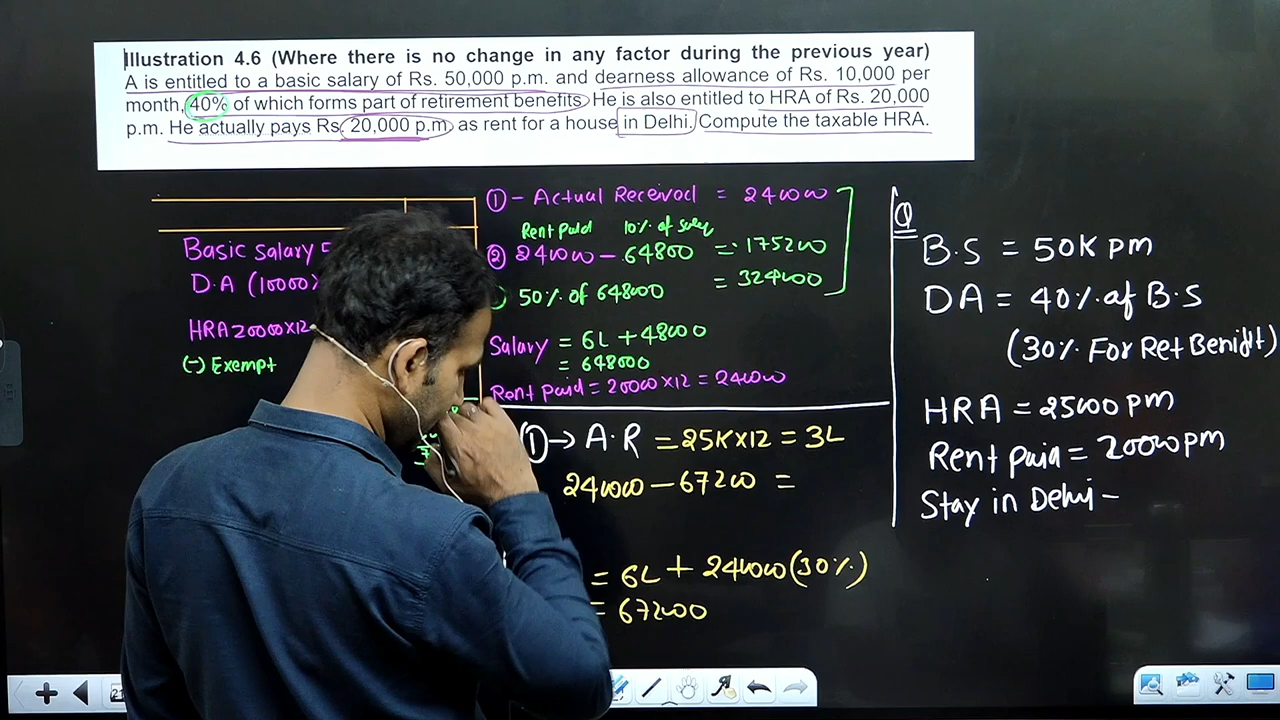 Illustration 4.6 (Where there is no change in any factor during the previous year)
A is entitled to a basic salary of Rs. 50,000 p.m. and dearness allowance of Rs. 10,000 per
month, 40% of which forms part of retirement benefits. He is also entitled to HRA of Rs. 20,000
p.m. He actually pays Rs. 20,000 p.m. as rent for a house in Delhi. Compute the taxable HRA.
Basic Salary 5
D.A (10000)
HRA 20000×12
(-) Exempt
① - Actual Received = 240000
Rent Paid 10% of salary
② 240000 - 64800 = 175200
50% of 648000 = 324000
Salary = 6L + 48000
= 648000
Rent Paid = 20000×12 = 240000
① → A.R = 25K×12 = 3L
240000 - 67200 =
= 6L + 240000 (30%)
= 672000
Q
B.S = 50K pm
DA = 40% of B.S
(30% For Ret Benifit)
HRA = 25000 pm
Rent paid = 20000 pm
Stay in Delhi -